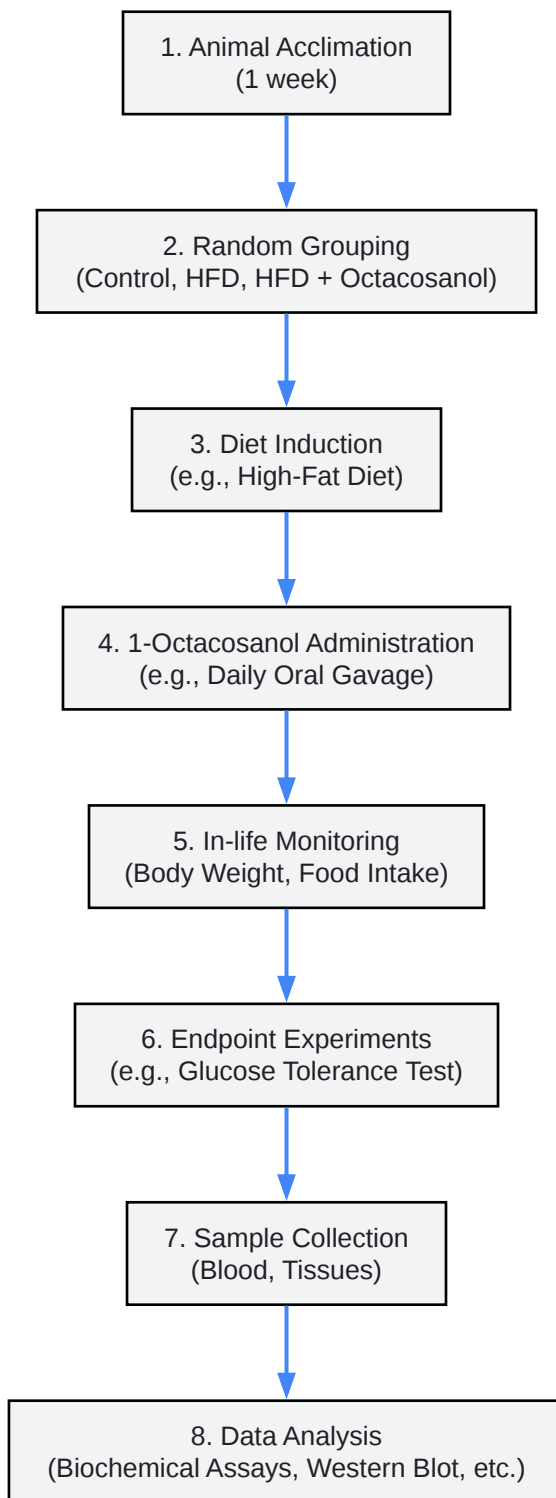 1. Animal Acclimation
(1 week)
2. Random Grouping
(Control, HFD, HFD + Octacosanol)
3. Diet Induction
(e.g., High-Fat Diet)
4. 1-Octacosanol Administration
(e.g., Daily Oral Gavage)
5. In-life Monitoring
(Body Weight, Food Intake)
6. Endpoint Experiments
(e.g., Glucose Tolerance Test)
7. Sample Collection
(Blood, Tissues)
8. Data Analysis
(Biochemical Assays, Western Blot, etc.)